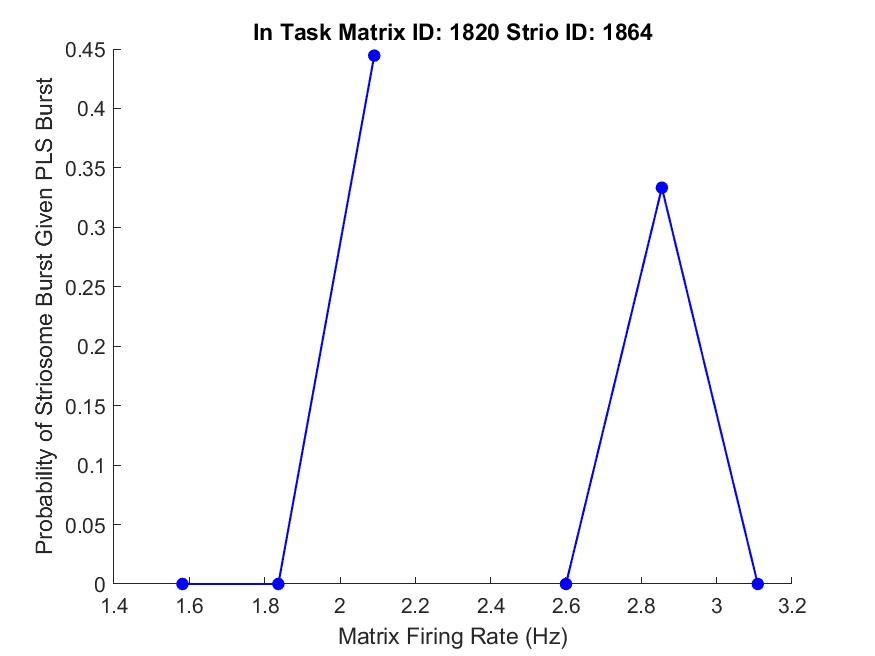 In Task Matrix ID: 1820 Strio ID: 1864
Probability of Striosome Burst Given PLS Burst
0.45
0.4
0.35
0.3
0.25
0.2
0.15
0.1
0.05
0
1.4 1.6 1.8 2 2.2 2.4 2.6 2.8 3 3.2
Matrix Firing Rate (Hz)